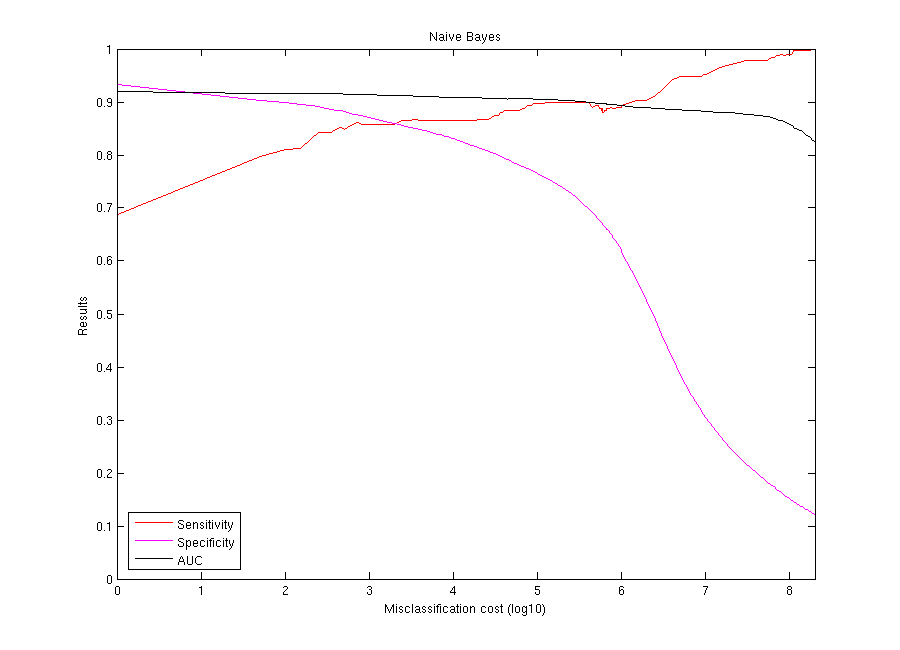 Naive Bayes
1
0.9
0.8
0.7
0.6
0.5
0.4
0.3
0.2
0.1
0
Results
Sensitivity
Specificity
AUC
0 1 2 3 4 5 6 7 8
Misclassification cost (log10)